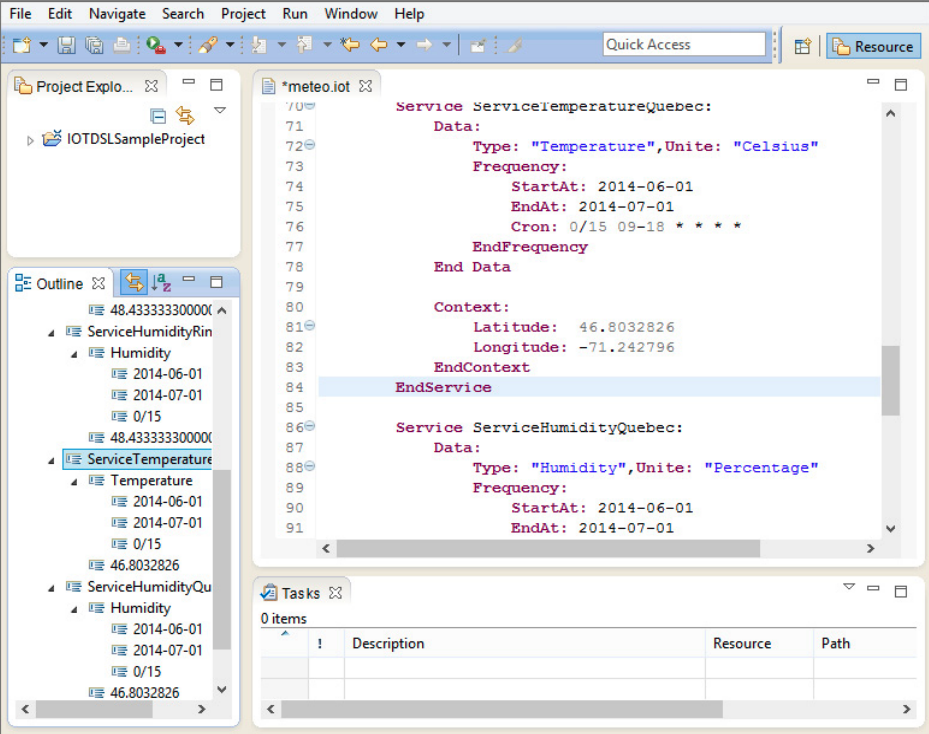 File Edit Navigate Search Project Run Window Help
Quick Access
Resource
Project Explo...
IOTDSLSampleProject
*meteo.iot
70 Service ServiceTemperatureQuebec:
71 Data:
72 Type: "Temperature",Unite: "Celsius"
73 Frequency:
74 StartAt: 2014-06-01
75 EndAt: 2014-07-01
76 Cron: 0/15 09-18 * * * *
77 EndFrequency
78 End Data
79
80 Context:
81 Latitude: 46.8032826
82 Longitude: -71.242796
83 EndContext
84 EndService
85
86 Service ServiceHumidityQuebec:
87 Data:
88 Type: "Humidity",Unite: "Percentage"
89 Frequency:
90 StartAt: 2014-06-01
91 EndAt: 2014-07-01
Outline
48.43333330000
ServiceHumidityRin
Humidity
2014-06-01
2014-07-01
0/15
48.43333330000
ServiceTemperature
Temperature
2014-06-01
2014-07-01
0/15
46.8032826
ServiceHumidityQu
Humidity
2014-06-01
2014-07-01
0/15
46.8032826
Tasks
0 items
! Description Resource Path